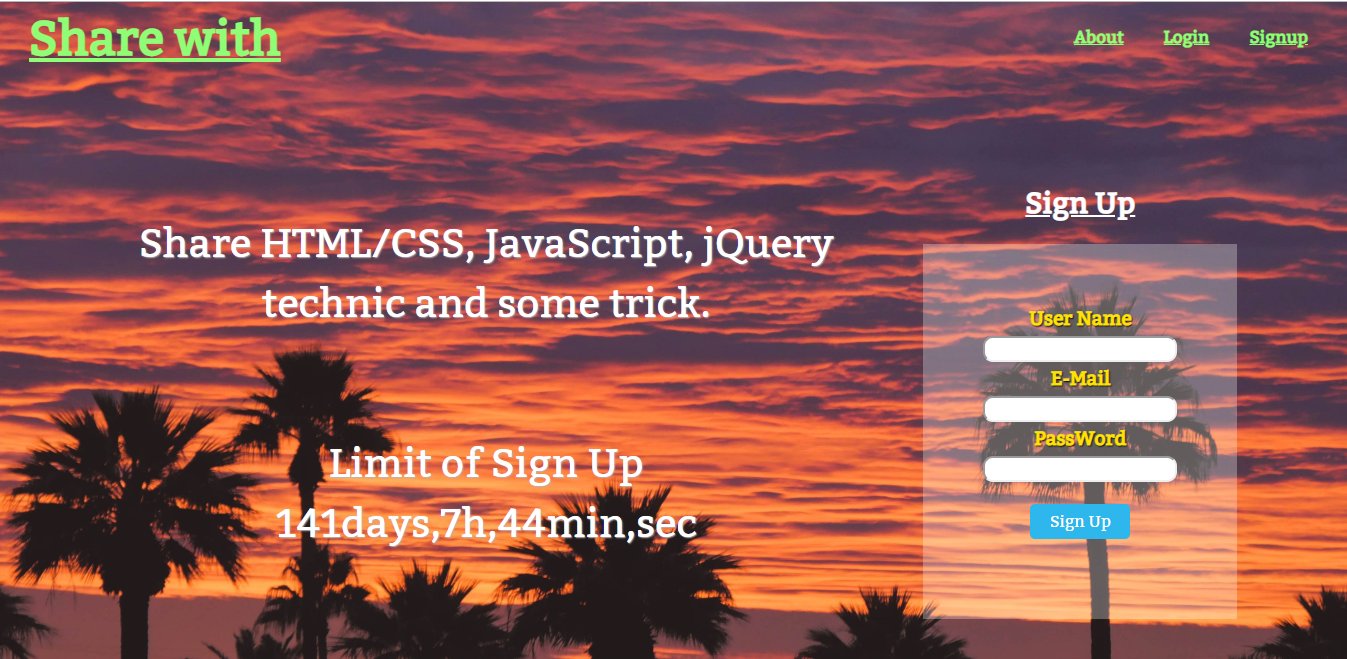 Share with
About Login Signup
Sign Up
Share HTML/CSS, JavaScript, jQuery
technic and some trick.
User Name
E-Mail
PassWord
Sign Up
Limit of Sign Up
141days,7h,44min,sec